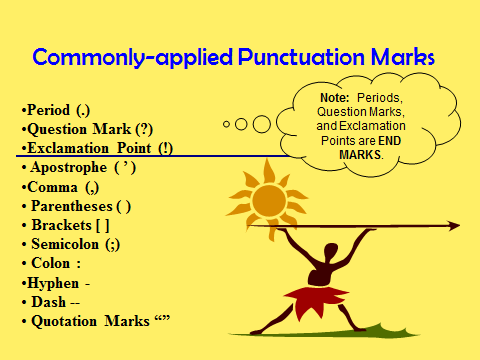 Commonly-applied Punctuation Marks
•Period (.)
•Question Mark (?)
•Exclamation Point (!)
• Apostrophe ( ’ )
•Comma (,)
• Parentheses ( )
• Brackets [ ]
• Semicolon (;)
• Colon :
•Hyphen -
• Dash --
• Quotation Marks “”
Note: Periods,
Question Marks,
and Exclamation
Points are END
MARKS.